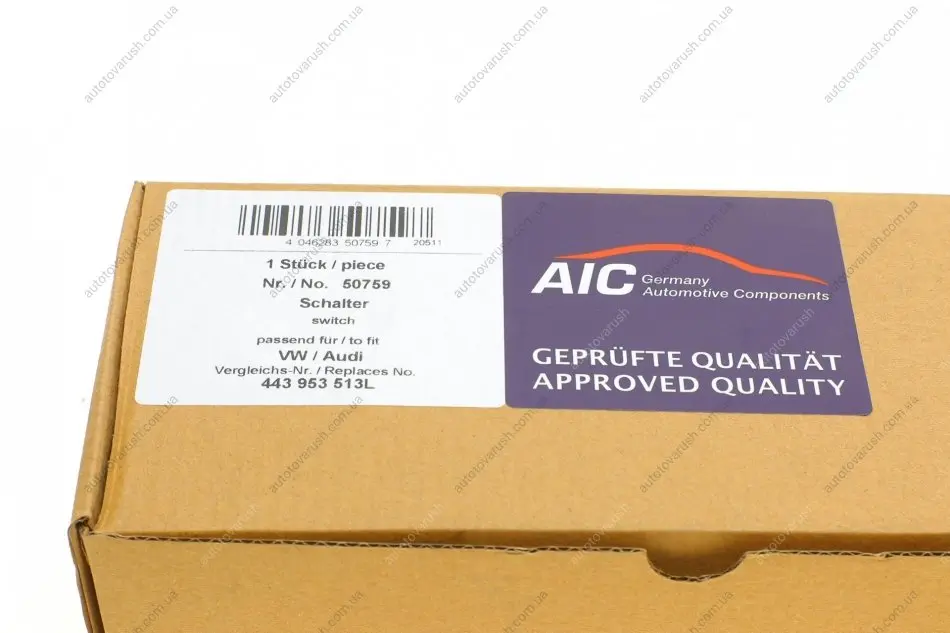 4 046283 50759 7 20511
1 Stück / piece
Nr. / No. 50759
Schalter
switch
passend für / to fit
VW / Audi
Vergleichs-Nr. / Replaces No.
443 953 513L
AIC Germany
Automotive Components
GEPRÜFTE QUALITÄT
APPROVED QUALITY
autotovarush.com.ua